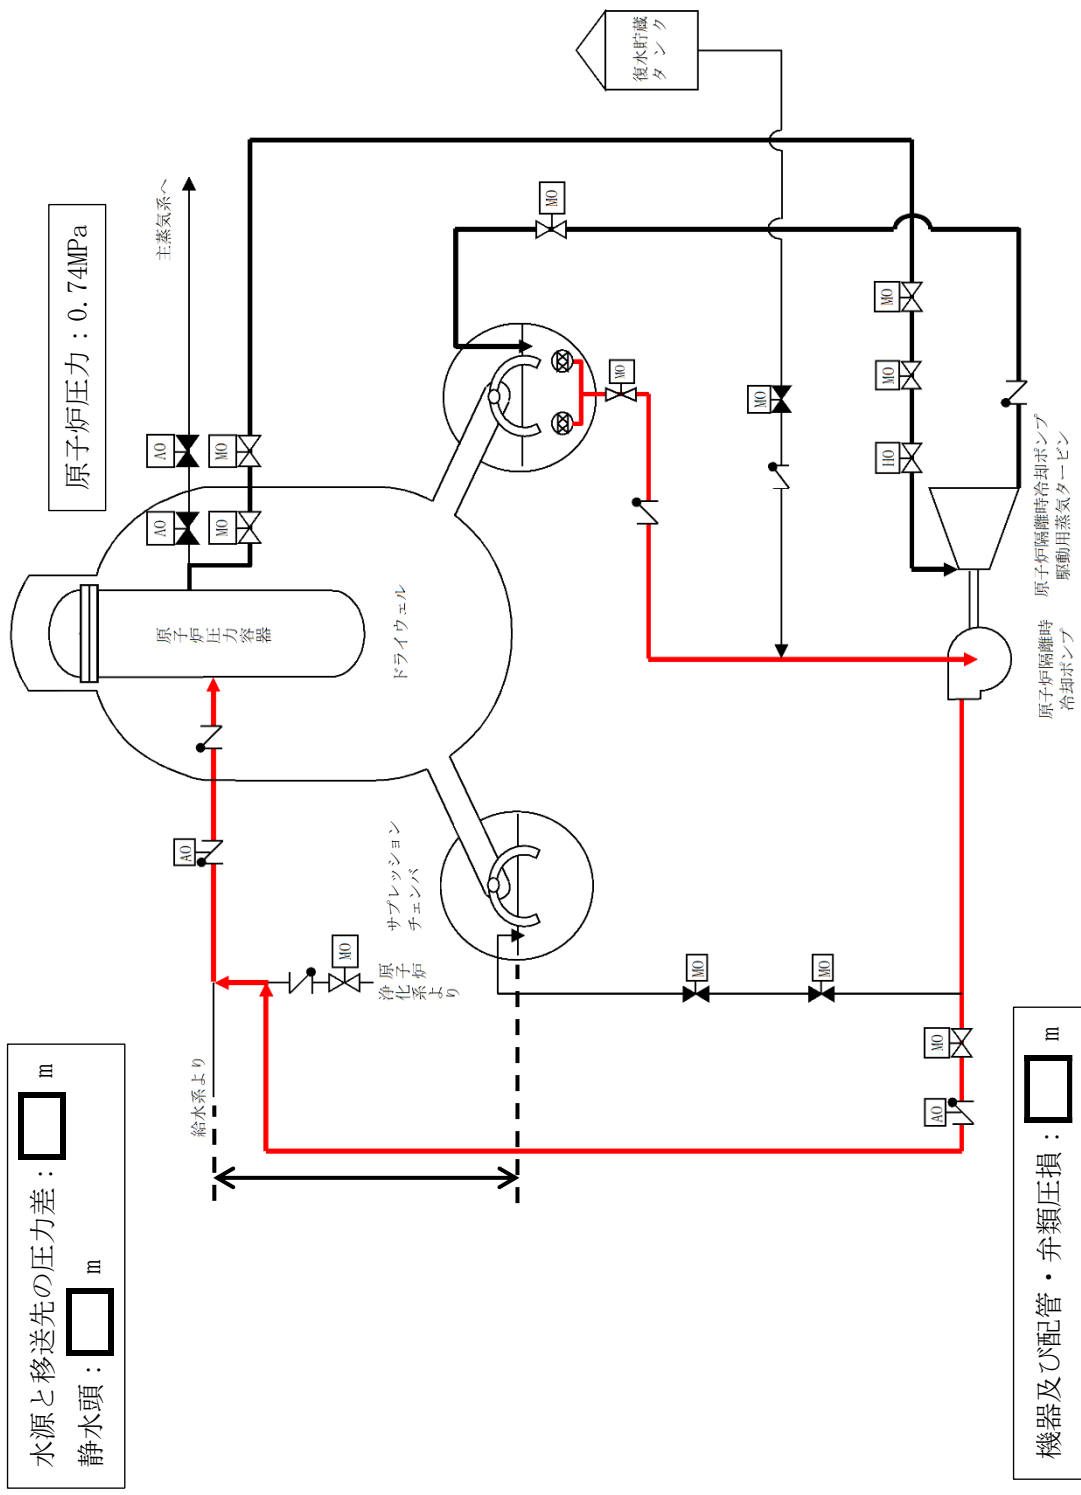 水源と移送先の圧力差： m
静水頭： m
原子炉圧力：0.74MPa
主蒸気系へ
AO
AO
MO
MO
原子炉圧力容器
AO
給水系より
MO
原子炉
浄化系より
ドライウェル
サプレッション
チェンバ
MO
MO
復水貯蔵
タンク
MO
MO
MO
MO
MO
HO
MO
AO
原子炉隔離時冷却ポンプ
駆動用蒸気タービン
原子炉隔離時
冷却ポンプ
機器及び配管・弁類圧損： m